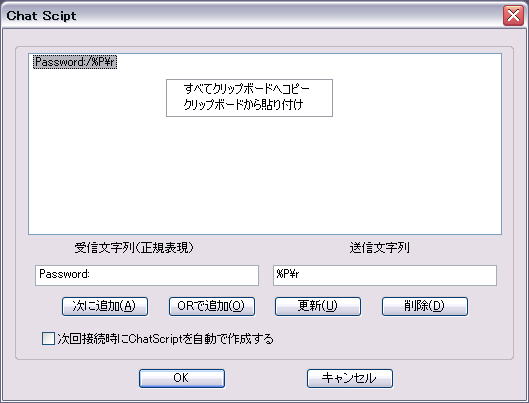 Chat Scipt
Password:/%P¥r
すべてクリップボードへコピー
クリップボードから貼り付け
受信文字列(正規表現) 送信文字列
Password: %P¥r
次に追加(A) ORで追加(O) 更新(U) 削除(D)
次回接続時にChatScriptを自動で作成する
OK キャンセル